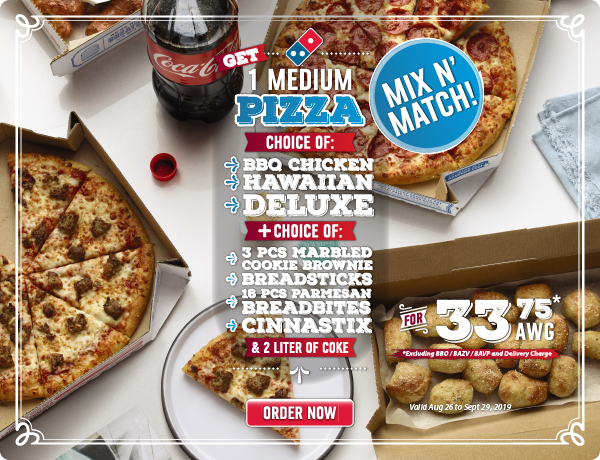 Coca-Cola
GET
1 MEDIUM
PIZZA
MIX N'
MATCH!
CHOICE OF:
BBQ CHICKEN
HAWAIIAN
DELUXE
+ CHOICE OF:
3 PCS MARBLED
COOKIE BROWNIE
BREADSTICKS
16 PCS PARMESAN
BREADBITES
CINNASTIX
& 2 LITER OF COKE
FOR 33 75* AWG
*Excluding BBO / BAZV / BAVP and Delivery Charge
ORDER NOW
Valid Aug 26 to Sept 29, 2019